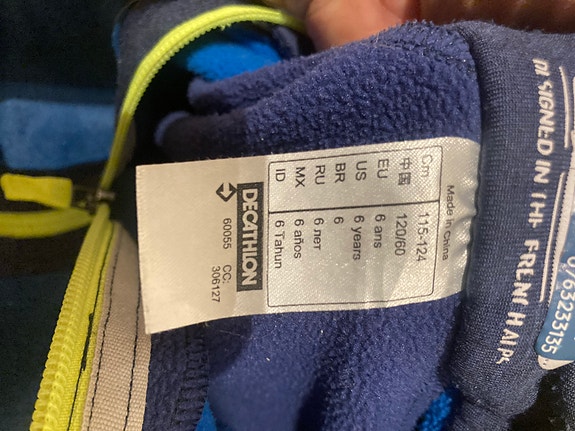 Made in China
Cm 115-124
中国 120/60
EU 6 ans
US 6 years
BR 6
RU 6 лет
MX 6 años
ID 6 Tahun
DECATHLON
60055 CC:
306127
DESIGNED IN THE FRENCH ALPS
0763233135